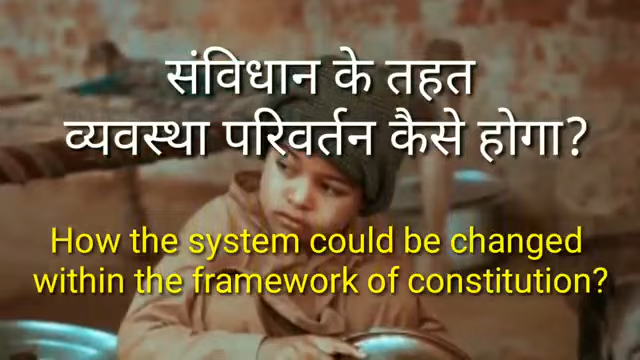 संविधान के तहत
व्यवस्था परिवर्तन कैसे होगा?
How the system could be changed
within the framework of constitution?